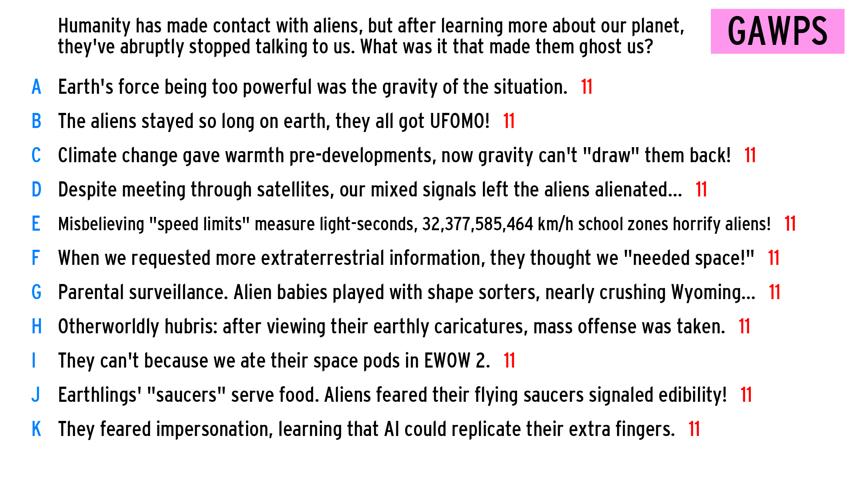 Humanity has made contact with aliens, but after learning more about our planet,
they've abruptly stopped talking to us. What was it that made them ghost us?
GAWPS
A Earth's force being too powerful was the gravity of the situation. 11
B The aliens stayed so long on earth, they all got UFOMO! 11
C Climate change gave warmth pre-developments, now gravity can't "draw" them back! 11
D Despite meeting through satellites, our mixed signals left the aliens alienated... 11
E Misbelieving "speed limits" measure light-seconds, 32,377,585,464 km/h school zones horrify aliens! 11
F When we requested more extraterrestrial information, they thought we "needed space!" 11
G Parental surveillance. Alien babies played with shape sorters, nearly crushing Wyoming... 11
H Otherworldly hubris: after viewing their earthly caricatures, mass offense was taken. 11
I They can't because we ate their space pods in EWOW 2. 11
J Earthlings' "saucers" serve food. Aliens feared their flying saucers signaled edibility! 11
K They feared impersonation, learning that AI could replicate their extra fingers. 11